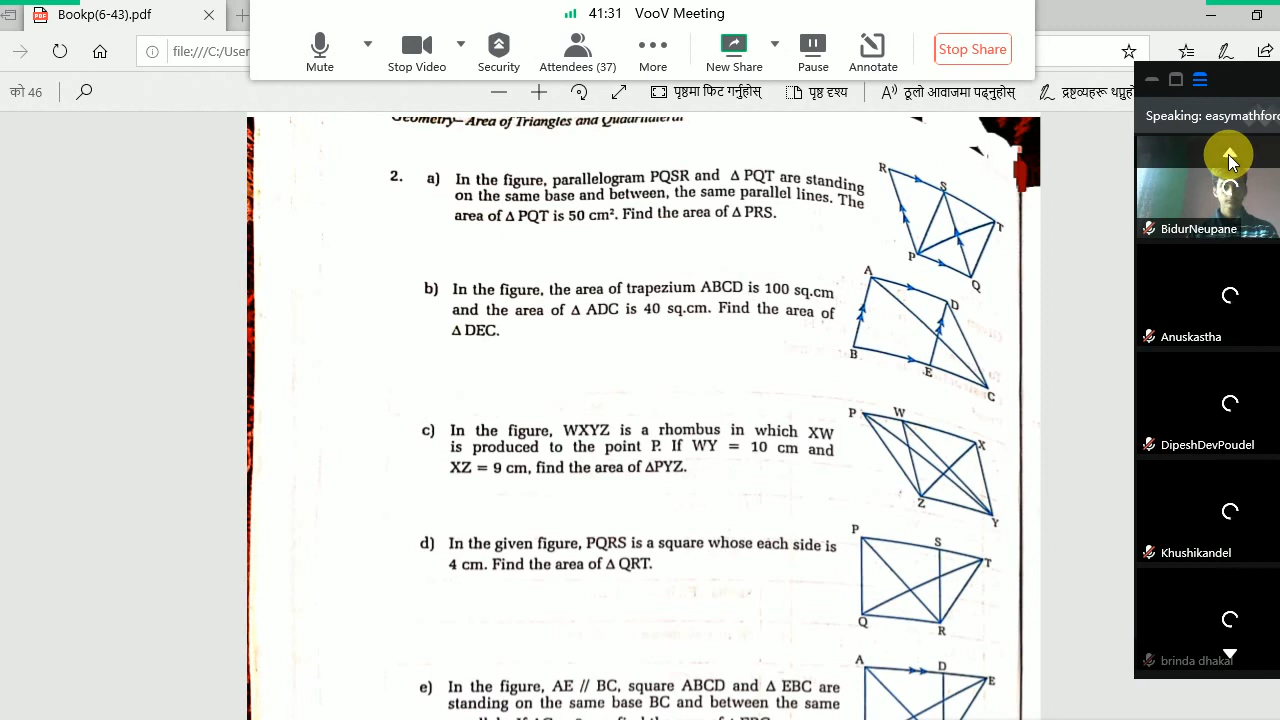 Bookp(6-43).pdf
41:31 VooV Meeting
Mute
Stop Video
Security
Attendees (37)
More
New Share
Pause
Annotate
Stop Share
file:///C:/User
को 46
पृष्ठमा फिट गर्नुहोस्
पृष्ठ दृश्य
ठूलो आवाजमा पढ्नुहोस्
Speaking: easymathford
BidurNeupane
Anuskastha
DipeshDevPoudel
Khushikandel
brinda dhakal
Geometry–Area of Triangles and Quadrilateral
2. a) In the figure, parallelogram PQSR and Δ PQT are standing
on the same base and between, the same parallel lines. The
area of Δ PQT is 50 cm². Find the area of Δ PRS.
R
S
T
P
Q
b) In the figure, the area of trapezium ABCD is 100 sq.cm
and the area of Δ ADC is 40 sq.cm. Find the area of
Δ DEC.
A
D
B
E
C
c) In the figure, WXYZ is a rhombus in which XW
is produced to the point P. If WY = 10 cm and
XZ = 9 cm, find the area of ΔPYZ.
P W
X
Z
Y
d) In the given figure, PQRS is a square whose each side is
4 cm. Find the area of Δ QRT.
P
S
T
Q
R
e) In the figure, AE // BC, square ABCD and Δ EBC are
standing on the same base BC and between the same
A
D
E